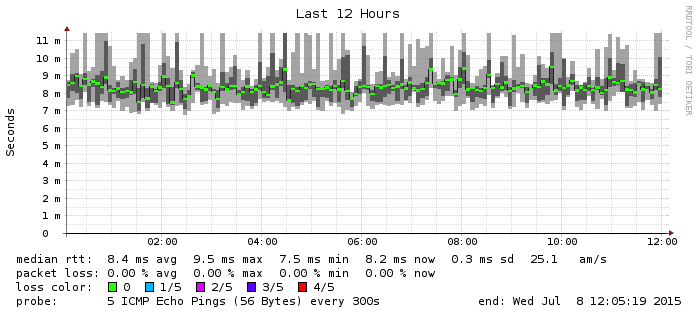 Last 12 Hours
RRDTOOL / TOBI OETIKER
Seconds
11 m
10 m
9 m
8 m
7 m
6 m
5 m
4 m
3 m
2 m
1 m
0
02:00 04:00 06:00 08:00 10:00 12:00
median rtt: 8.4 ms avg 9.5 ms max 7.5 ms min 8.2 ms now 0.3 ms sd 25.1 am/s
packet loss: 0.00 % avg 0.00 % max 0.00 % min 0.00 % now
loss color: 0 1/5 2/5 3/5 4/5
probe: 5 ICMP Echo Pings (56 Bytes) every 300s end: Wed Jul 8 12:05:19 2015